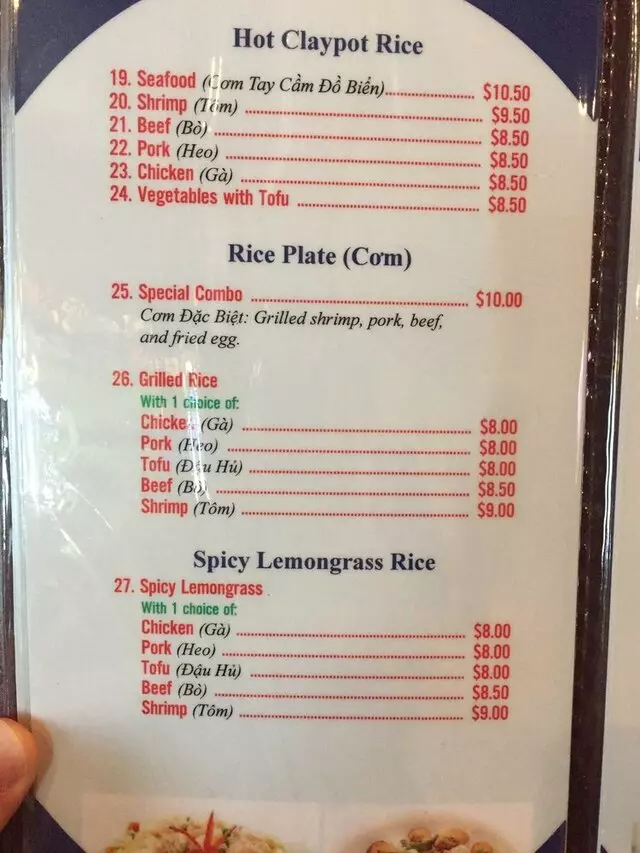 Hot Claypot Rice
19. Seafood (Cơm Tay Cầm Đồ Biển) $10.50
20. Shrimp (Tôm) $9.50
21. Beef (Bò) $8.50
22. Pork (Heo) $8.50
23. Chicken (Gà) $8.50
24. Vegetables with Tofu $8.50
Rice Plate (Cơm)
25. Special Combo $10.00
Cơm Đặc Biệt: Grilled shrimp, pork, beef,
and fried egg.
26. Grilled Rice
With 1 choice of:
Chicken (Gà) $8.00
Pork (Heo) $8.00
Tofu (Đậu Hủ) $8.00
Beef (Bò) $8.50
Shrimp (Tôm) $9.00
Spicy Lemongrass Rice
27. Spicy Lemongrass
With 1 choice of:
Chicken (Gà) $8.00
Pork (Heo) $8.00
Tofu (Đậu Hủ) $8.00
Beef (Bò) $8.50
Shrimp (Tôm) $9.00